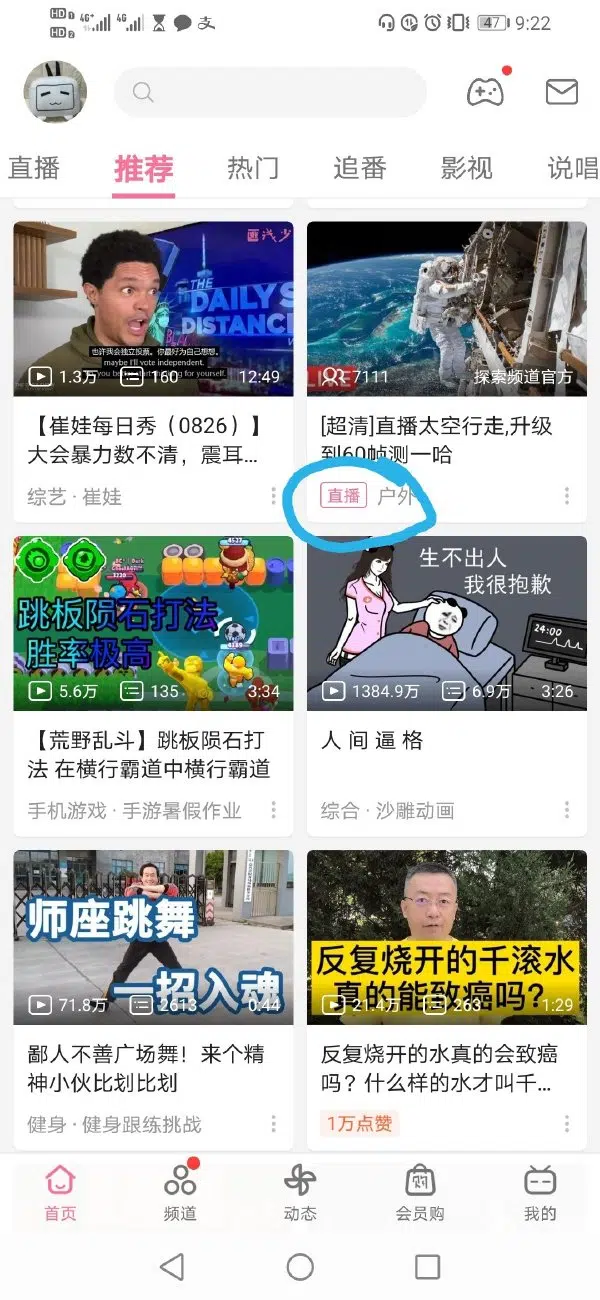 HD 1
HD 2
4G+
4G
支
47
9:22
直播
推荐
热门
追番
影视
说唱
THE
DAILY S
DISTANC
也许我会独立投票。你最好为自己想想。
maybe I'll vote independent.
1.3万
160
12:49
LIVE
7111
探索频道官方
【崔娃每日秀（0826）】
大会暴力数不清，震耳...
综艺 · 崔娃
[超清]直播太空行走,升级
到60帧测一哈
直播
户外
4527
3220
跳板陨石打法
胜率极高
4139
5.6万
135
3:34
生不出人
我很抱歉
24:00
1384.9万
6.9万
3:26
【荒野乱斗】跳板陨石打
法 在横行霸道中横行霸道
手机游戏 · 手游暑假作业
人 间 逼 格
综合 · 沙雕动画
师座跳舞
一招入魂
71.8万
2613
0:44
反复烧开的千滚水
真的能致癌吗?
21.4万
263
1:29
鄙人不善广场舞！来个精
神小伙比划比划
健身 · 健身跟练挑战
反复烧开的水真的会致癌
吗？什么样的水才叫千...
1万点赞
首页
频道
动态
会员购
我的